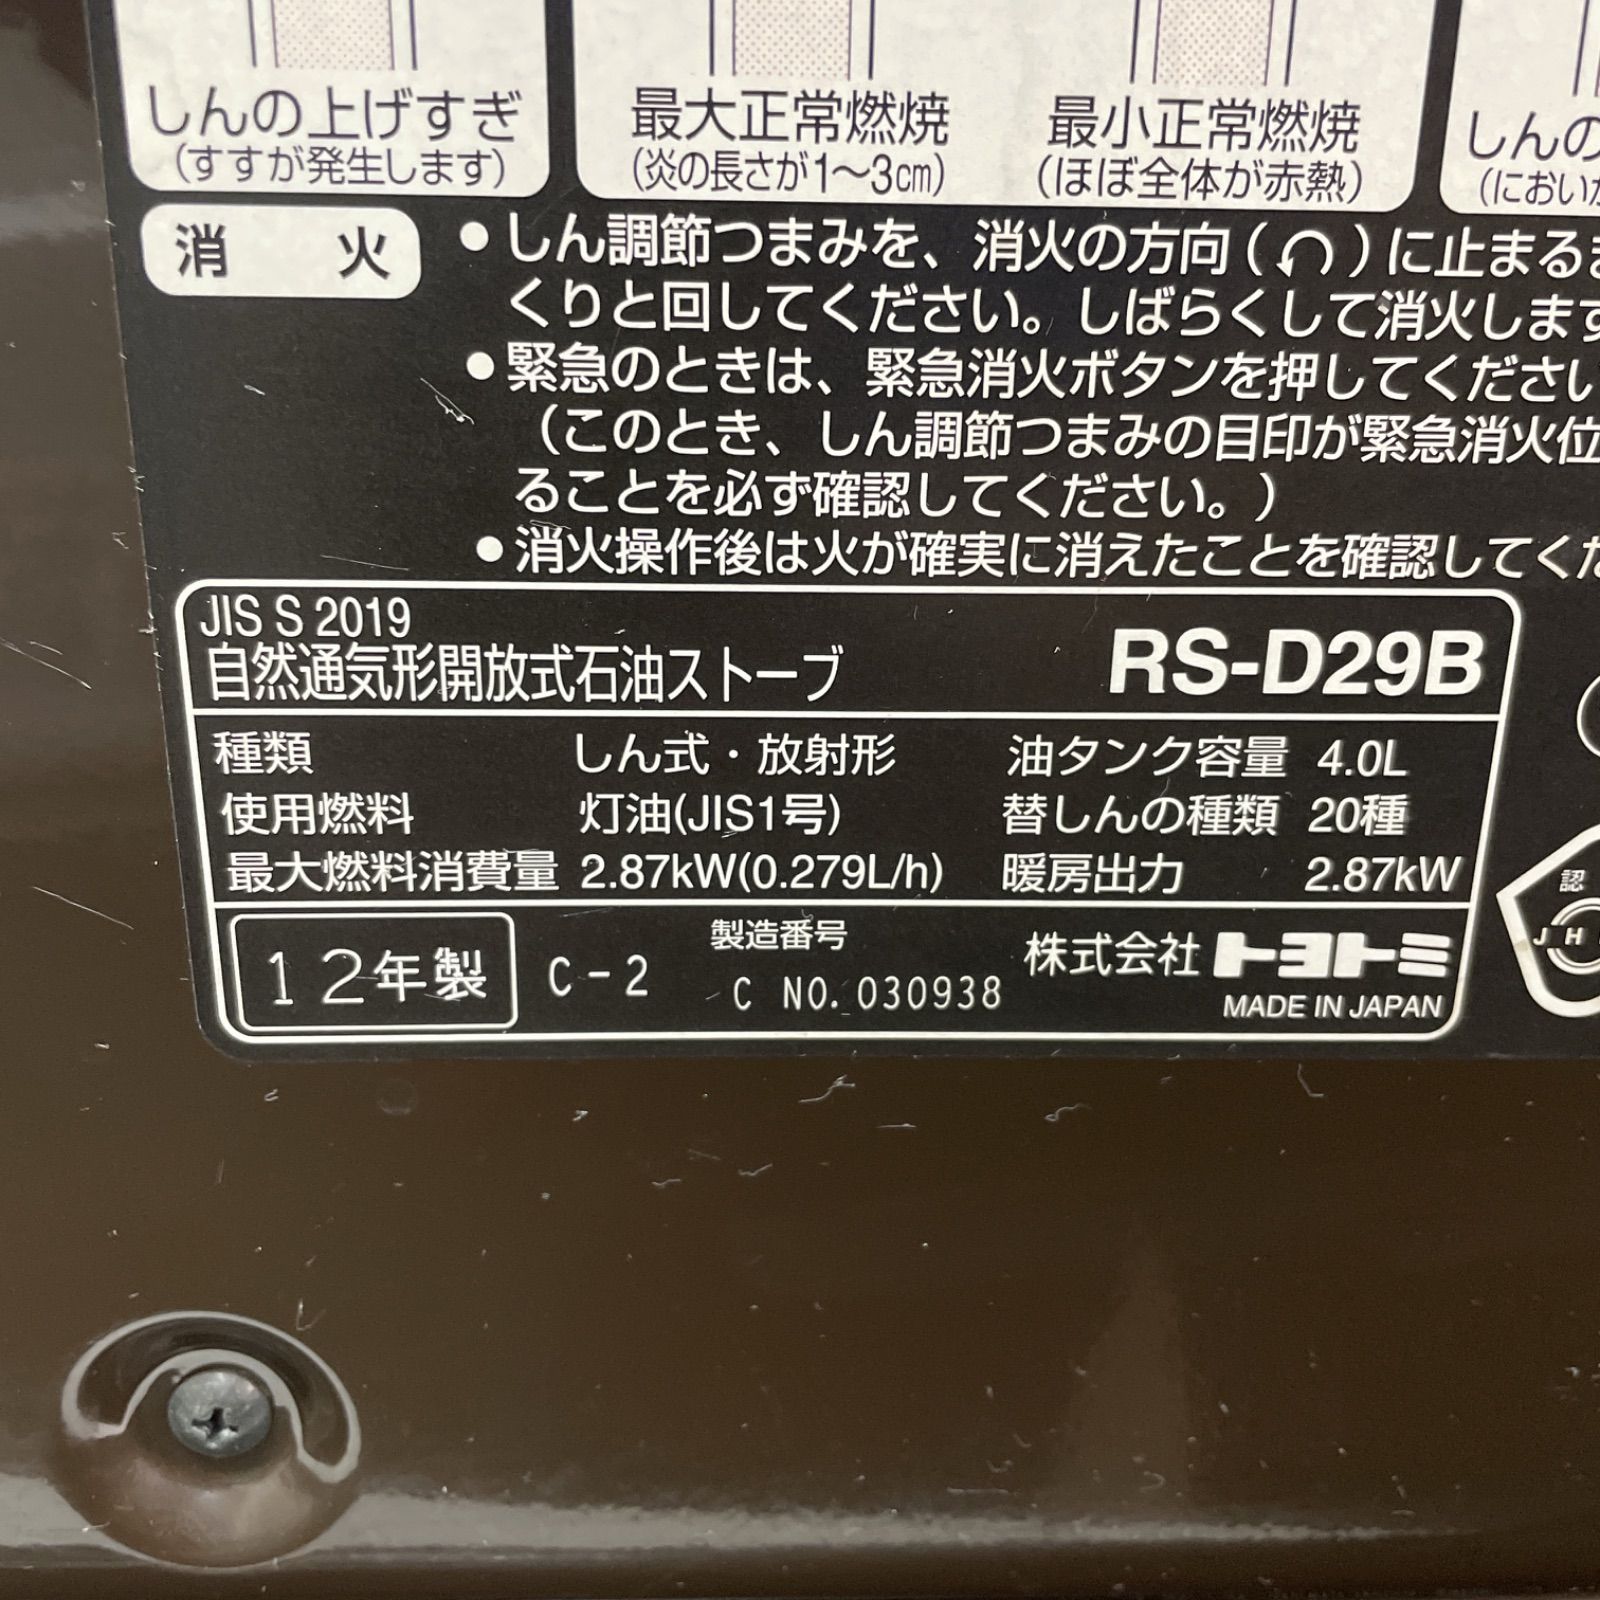 しんの上げすぎ
(すすが発生します)
最大正常燃焼
(炎の長さが1〜3cm)
最小正常燃焼
(ほぼ全体が赤熱)
しんの
(におい
消火
●しん調節つまみを、消火の方向(↶)に止まる
くりと回してください。しばらくして消火します
●緊急のときは、緊急消火ボタンを押してください
(このとき、しん調節つまみの目印が緊急消火位
ることを必ず確認してください。)
●消火操作後は火が確実に消えたことを確認してくだ
JIS S 2019
自然通気形開放式石油ストーブ
RS-D29B
種類 しん式・放射形 油タンク容量 4.0L
使用燃料 灯油(JIS1号) 替しんの種類 20種
最大燃料消費量 2.87kW(0.279L/h) 暖房出力 2.87kW
12年製 C-2
製造番号
C NO. 030938
株式会社トヨトミ
MADE IN JAPAN
認
JH